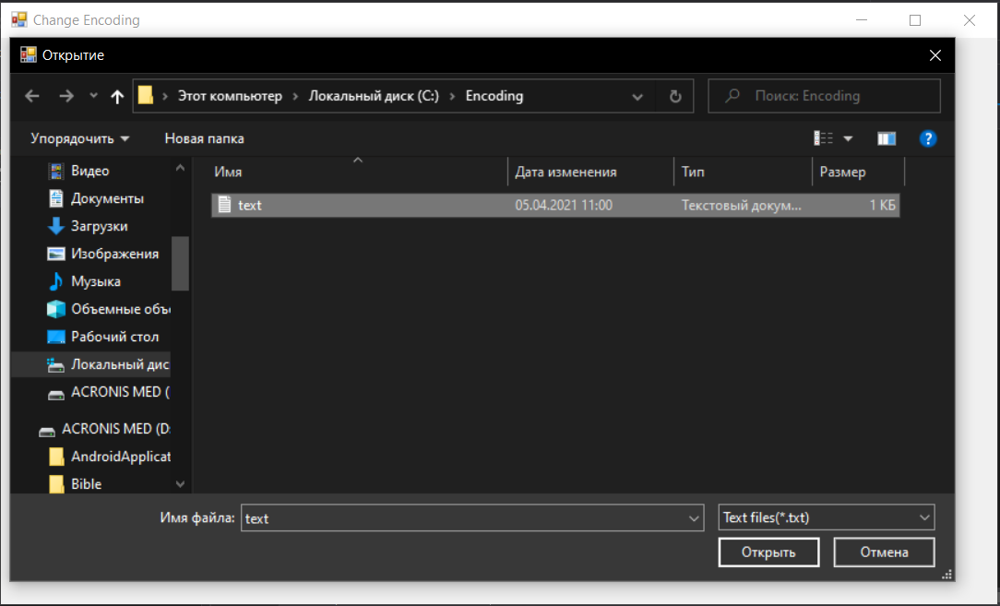 Change Encoding
Открытие
Этот компьютер › Локальный диск (C:) › Encoding
Поиск: Encoding
Упорядочить
Новая папка
?
Имя
Дата изменения
Тип
Размер
text
05.04.2021 11:00
Текстовый докум...
1 КБ
Видео
Документы
Загрузки
Изображения
Музыка
Объемные объ
Рабочий стол
Локальный дис
ACRONIS MED (
ACRONIS MED (D:
AndroidApplicat
Bible
Имя файла:
text
Text files(*.txt)
Открыть
Отмена